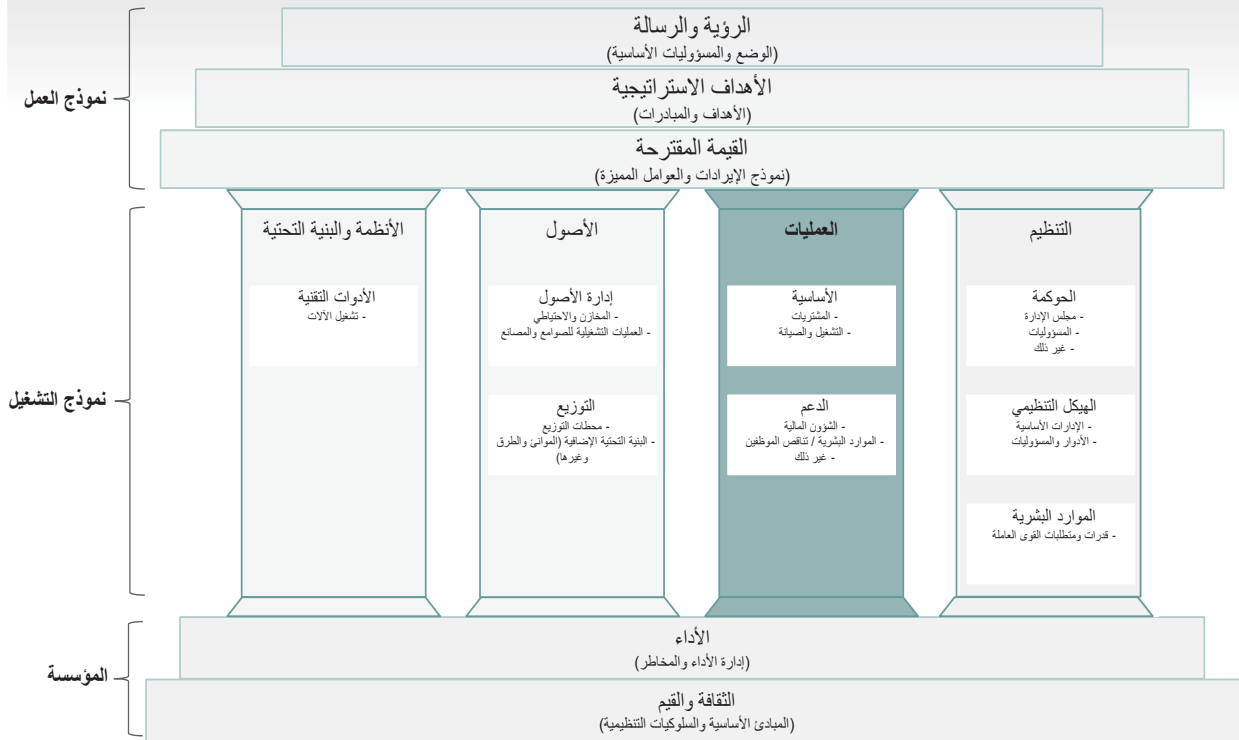 الرؤية والرسالة
(الوضع والمسؤوليات الأساسية)
الأهداف الاستراتيجية
(الأهداف والمبادرات)
القيمة المقترحة
(نموذج الإيرادات والعوامل المميزة)
نموذج العمل
التنظيم
الحوكمة
- مجلس الإدارة
- المسؤوليات
- غير ذلك
الهيكل التنظيمي
- الإدارات الأساسية
- الأدوار والمسؤوليات
الموارد البشرية
- قدرات ومتطلبات القوى العاملة
العمليات
الأساسية
- المشتريات
- التشغيل والصيانة
الدعم
- الشؤون المالية
- الموارد البشرية / تناقص الموظفين
- غير ذلك
الأصول
إدارة الأصول
- المخازن والاحتياطي
- العمليات التشغيلية للصوامع والمصانع
التوزيع
- محطات التوزيع
- البنية التحتية الإضافية (الموانئ والطرق
وغيرها)
الأنظمة والبنية التحتية
الأدوات التقنية
- تشغيل الآلات
نموذج التشغيل
الأداء
(إدارة الأداء والمخاطر)
الثقافة والقيم
(المبادئ الأساسية والسلوكيات التنظيمية)
المؤسسة